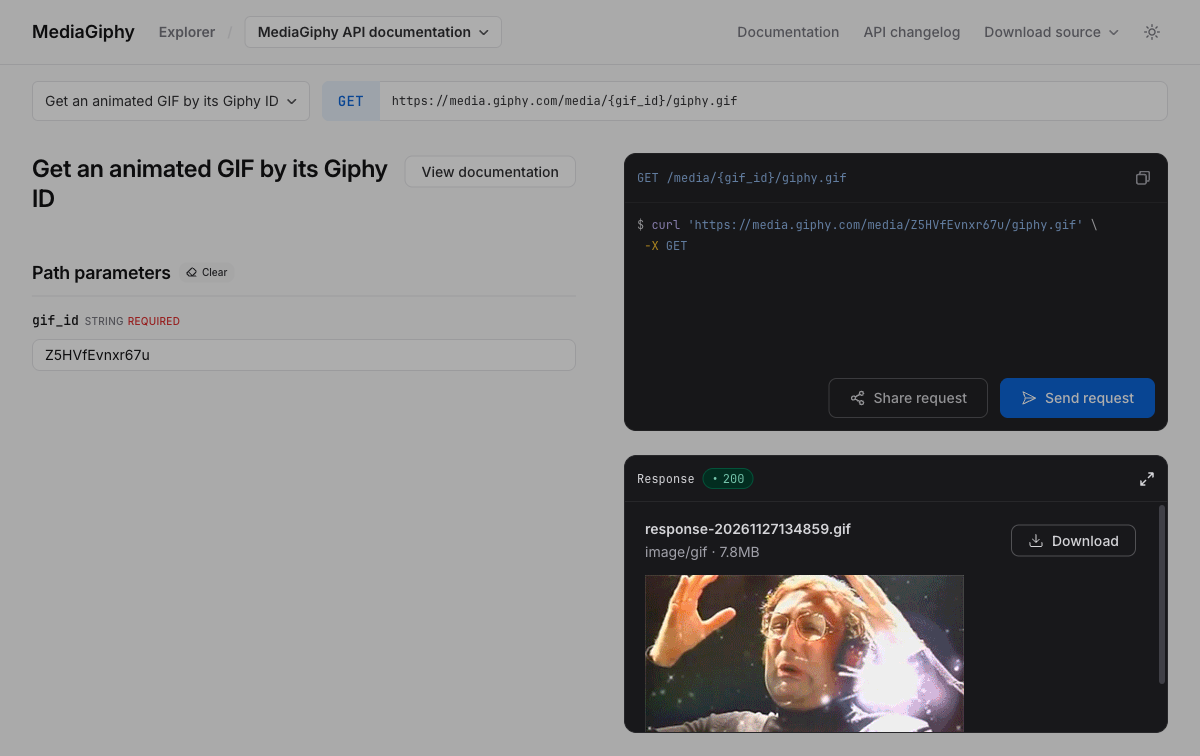 MediaGiphy
Explorer
/
MediaGiphy API documentation
Documentation
API changelog
Download source
Get an animated GIF by its Giphy ID
GET
https://media.giphy.com/media/{gif_id}/giphy.gif
Get an animated GIF by its Giphy
ID
View documentation
Path parameters
Clear
gif_id STRING REQUIRED
Z5HVfEvnxr67u
GET /media/{gif_id}/giphy.gif
$ curl 'https://media.giphy.com/media/Z5HVfEvnxr67u/giphy.gif' \
-X GET
Share request
Send request
Response
• 200
response-20261127134859.gif
image/gif · 7.8MB
Download